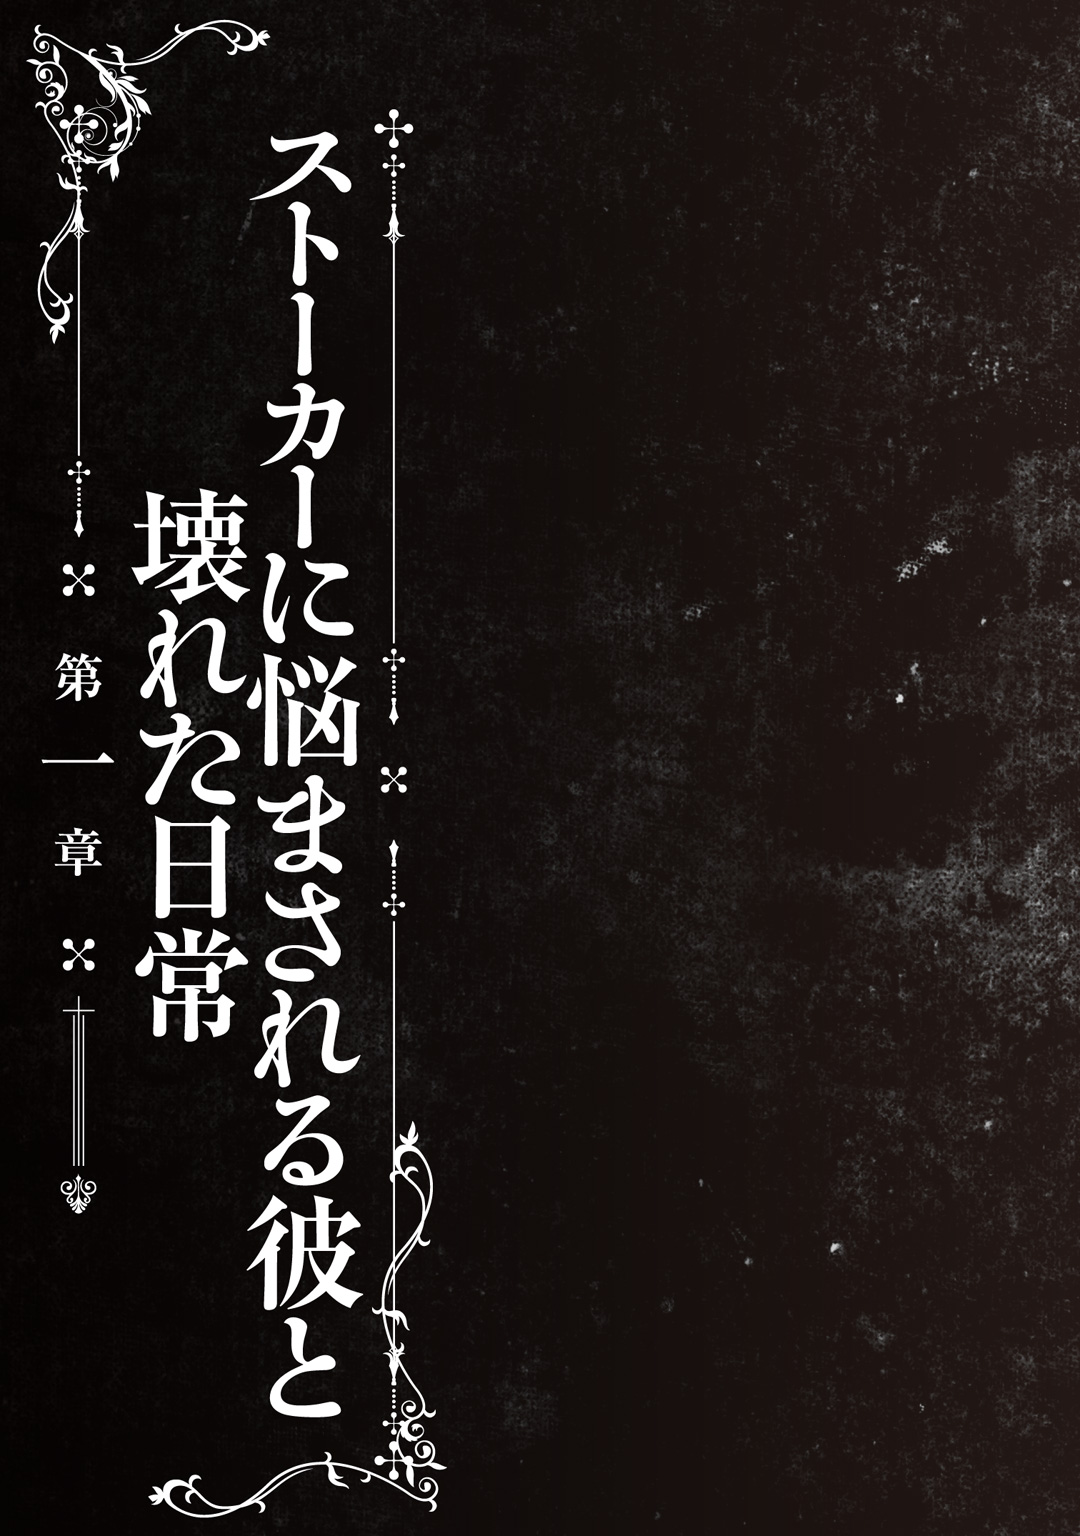 ストーカーに悩まされる彼と
壊れた日常
第一章